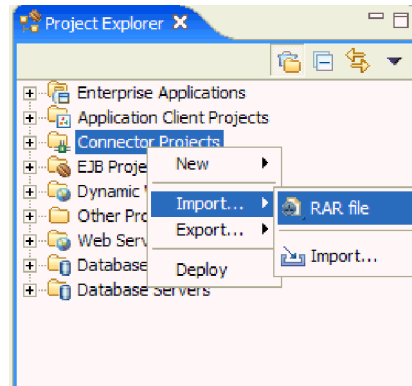 Project Explorer
Enterprise Applications
Application Client Projects
Connector Projects
EJB Proje
Dynamic
Other Pro
Web Serv
Database
Database Servers
New
Import...
Export...
Deploy
RAR file
Import...